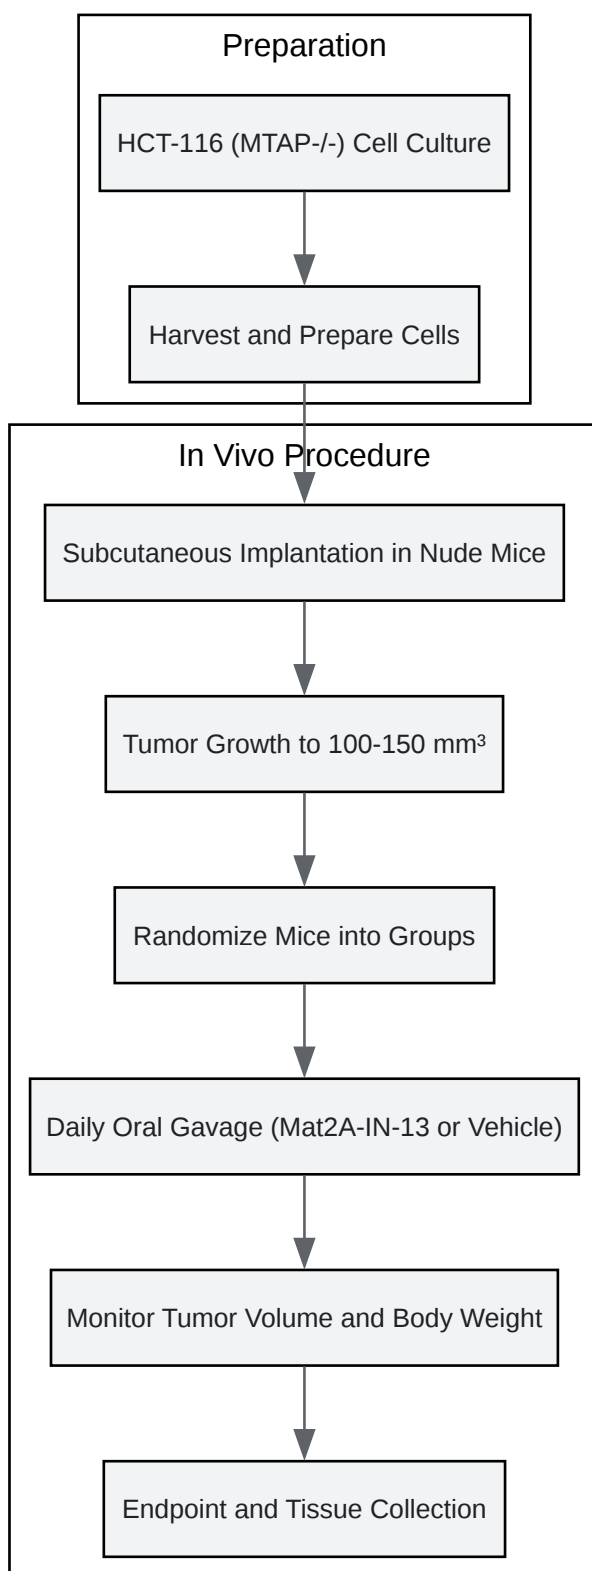 Preparation
HCT-116 (MTAP-/-) Cell Culture
Harvest and Prepare Cells
In Vivo Procedure
Subcutaneous Implantation in Nude Mice
Tumor Growth to 100-150 mm³
Randomize Mice into Groups
Daily Oral Gavage (Mat2A-IN-13 or Vehicle)
Monitor Tumor Volume and Body Weight
Endpoint and Tissue Collection